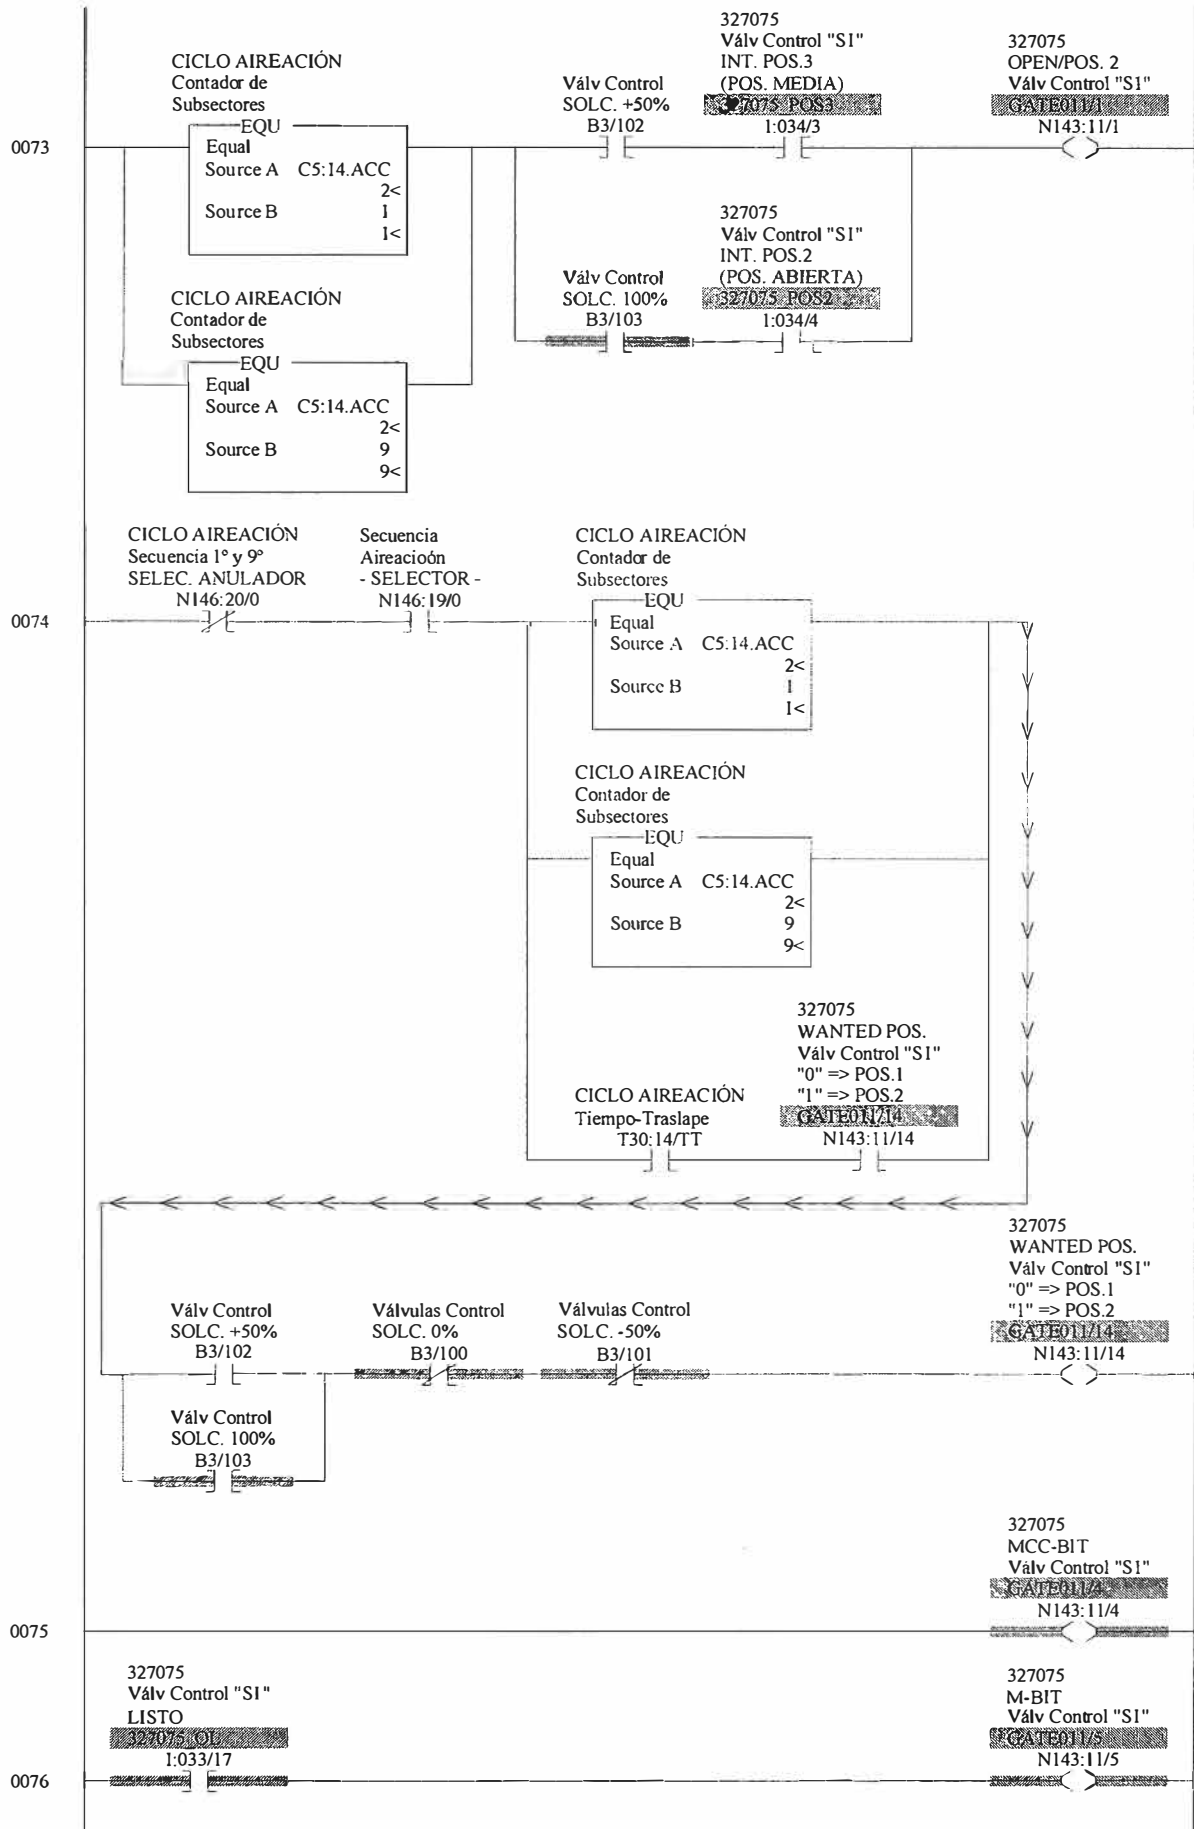 0073
CICLO AIREACIÓN
Contador de
Subsectores
EQU
Equal
Source A C5:14.ACC
2<
Source B 1
1<
Válv Control
SOLC. +50%
B3/102
327075
Válv Control "S1"
INT. POS.3
(POS. MEDIA)
327075_POS3
I:034/3
327075
OPEN/POS. 2
Válv Control "S1"
GATE011/1
N143:11/1
CICLO AIREACIÓN
Contador de
Subsectores
EQU
Equal
Source A C5:14.ACC
2<
Source B 9
9<
Válv Control
SOLC. 100%
B3/103
327075
Válv Control "S1"
INT. POS.2
(POS. ABIERTA)
327075_POS2
I:034/4
0074
CICLO AIREACIÓN
Secuencia 1° y 9°
SELEC. ANULADOR
N146:20/0
Secuencia
Aireacioón
- SELECTOR -
N146:19/0
CICLO AIREACIÓN
Contador de
Subsectores
EQU
Equal
Source A C5:14.ACC
2<
Source B 1
1<
CICLO AIREACIÓN
Contador de
Subsectores
EQU
Equal
Source A C5:14.ACC
2<
Source B 9
9<
CICLO AIREACIÓN
Tiempo-Traslape
T30:14/TT
327075
WANTED POS.
Válv Control "S1"
"0" => POS.1
"1" => POS.2
GATE011/14
N143:11/14
Válv Control
SOLC. +50%
B3/102
Válvulas Control
SOLC. 0%
B3/100
Válvulas Control
SOLC. -50%
B3/101
327075
WANTED POS.
Válv Control "S1"
"0" => POS.1
"1" => POS.2
GATE011/14
N143:11/14
Válv Control
SOLC. 100%
B3/103
0075
327075
MCC-BIT
Válv Control "S1"
GATE011/4
N143:11/4
0076
327075
Válv Control "S1"
LISTO
327075_OL
I:033/17
327075
M-BIT
Válv Control "S1"
GATE011/5
N143:11/5